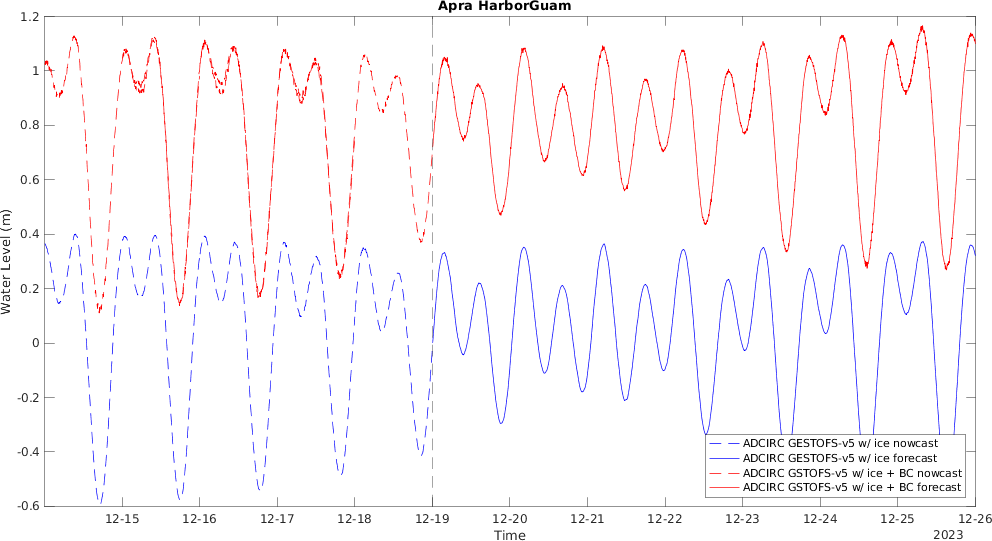 Apra HarborGuam
1.2
1
0.8
0.6
0.4
0.2
0
-0.2
-0.4
-0.6
Water Level (m)
ADCIRC GESTOFS-v5 w/ ice nowcast
ADCIRC GESTOFS-v5 w/ ice forecast
ADCIRC GSTOFS-v5 w/ ice + BC nowcast
ADCIRC GSTOFS-v5 w/ ice + BC forecast
12-15 12-16 12-17 12-18 12-19 12-20 12-21 12-22 12-23 12-24 12-25 12-26
Time
2023